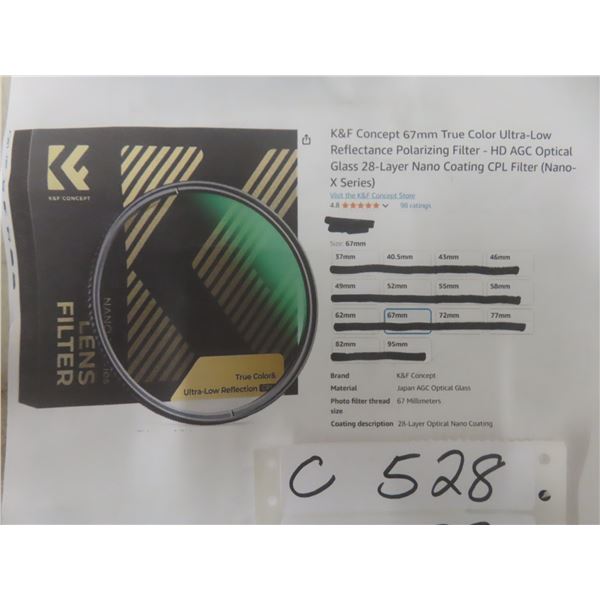 K&F CONCEPT
LENS
FILTER
True Color&
Ultra-Low Reflection
K&F Concept 67mm True Color Ultra-Low
Reflectance Polarizing Filter - HD AGC Optical
Glass 28-Layer Nano Coating CPL Filter (Nano-
X Series)
Visit the K&F Concept Store
4.8 98 ratings
Size: 67mm
37mm 40.5mm 43mm 46mm
49mm 52mm 55mm 58mm
62mm 67mm 72mm 77mm
82mm 95mm
Brand K&F Concept
Material Japan AGC Optical Glass
Photo filter thread 67 Millimeters
size
Coating description 28-Layer Optical Nano Coating
C 528